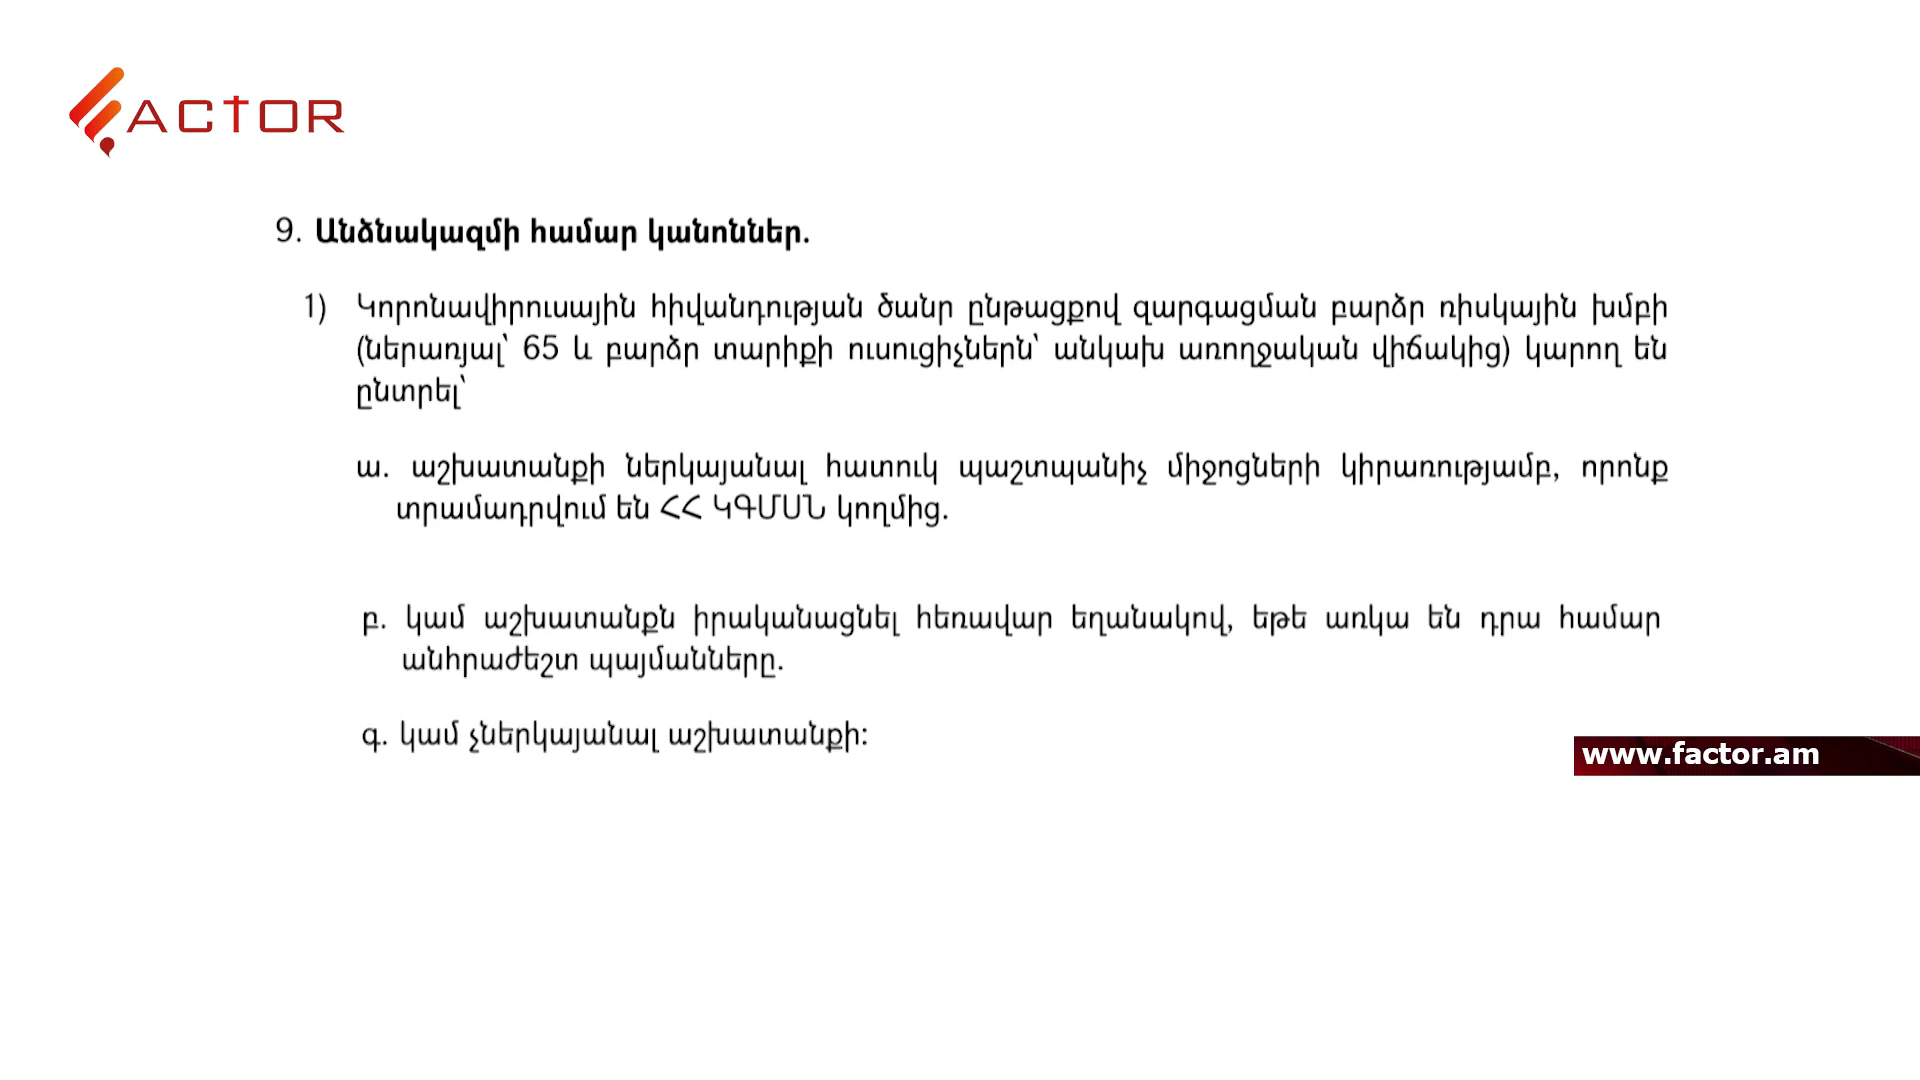 ACTOR
9. Անձնակազմի համար կանոններ.
1) Կորոնավիրուսային հիվանդության ծանր ընթացքով զարգացման բարձր ռիսկային խմբի
(ներառյալ՝ 65 և բարձր տարիքի ուսուցիչներն՝ անկախ առողջական վիճակից) կարող են
ընտրել՝
ա. աշխատանքի ներկայանալ հատուկ պաշտպանիչ միջոցների կիրառությամբ, որոնք
տրամադրվում են ՀՀ ԿԳՄՍՆ կողմից.
բ. կամ աշխատանքն իրականացնել հեռավար եղանակով, եթե առկա են դրա համար
անհրաժեշտ պայմանները.
գ. կամ չներկայանալ աշխատանքի:
www.factor.am